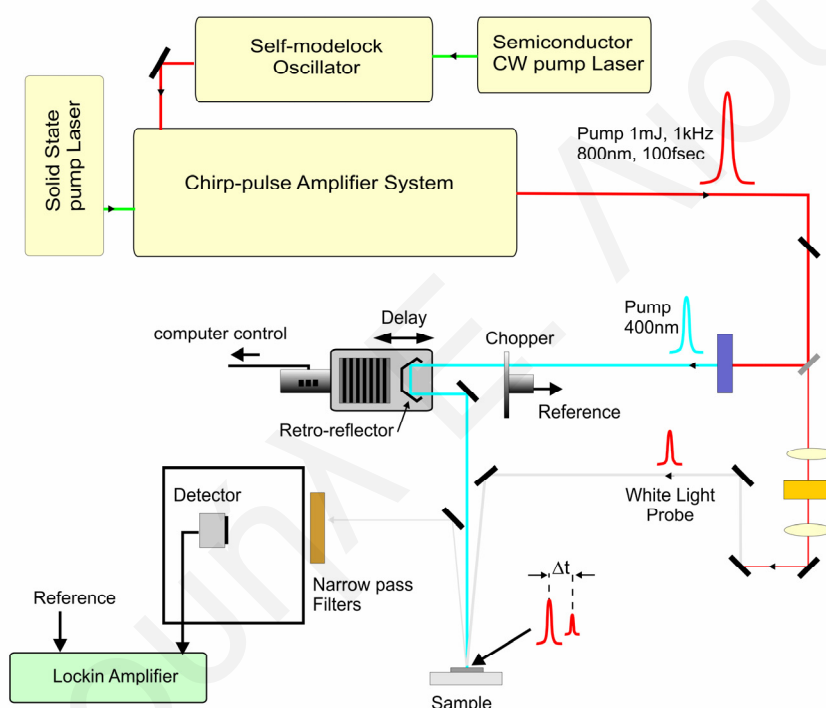 Self-modelock
Oscillator
Semiconductor
CW pump Laser
Solid State
pump Laser
Chirp-pulse Amplifier System
Pump 1mJ, 1kHz
800nm, 100fsec
Pump
400nm
Delay
computer control
Chopper
Reference
Retro-reflector
White Light
Probe
Detector
Narrow pass
Filters
Δt
Reference
Lockin Amplifier
Sample